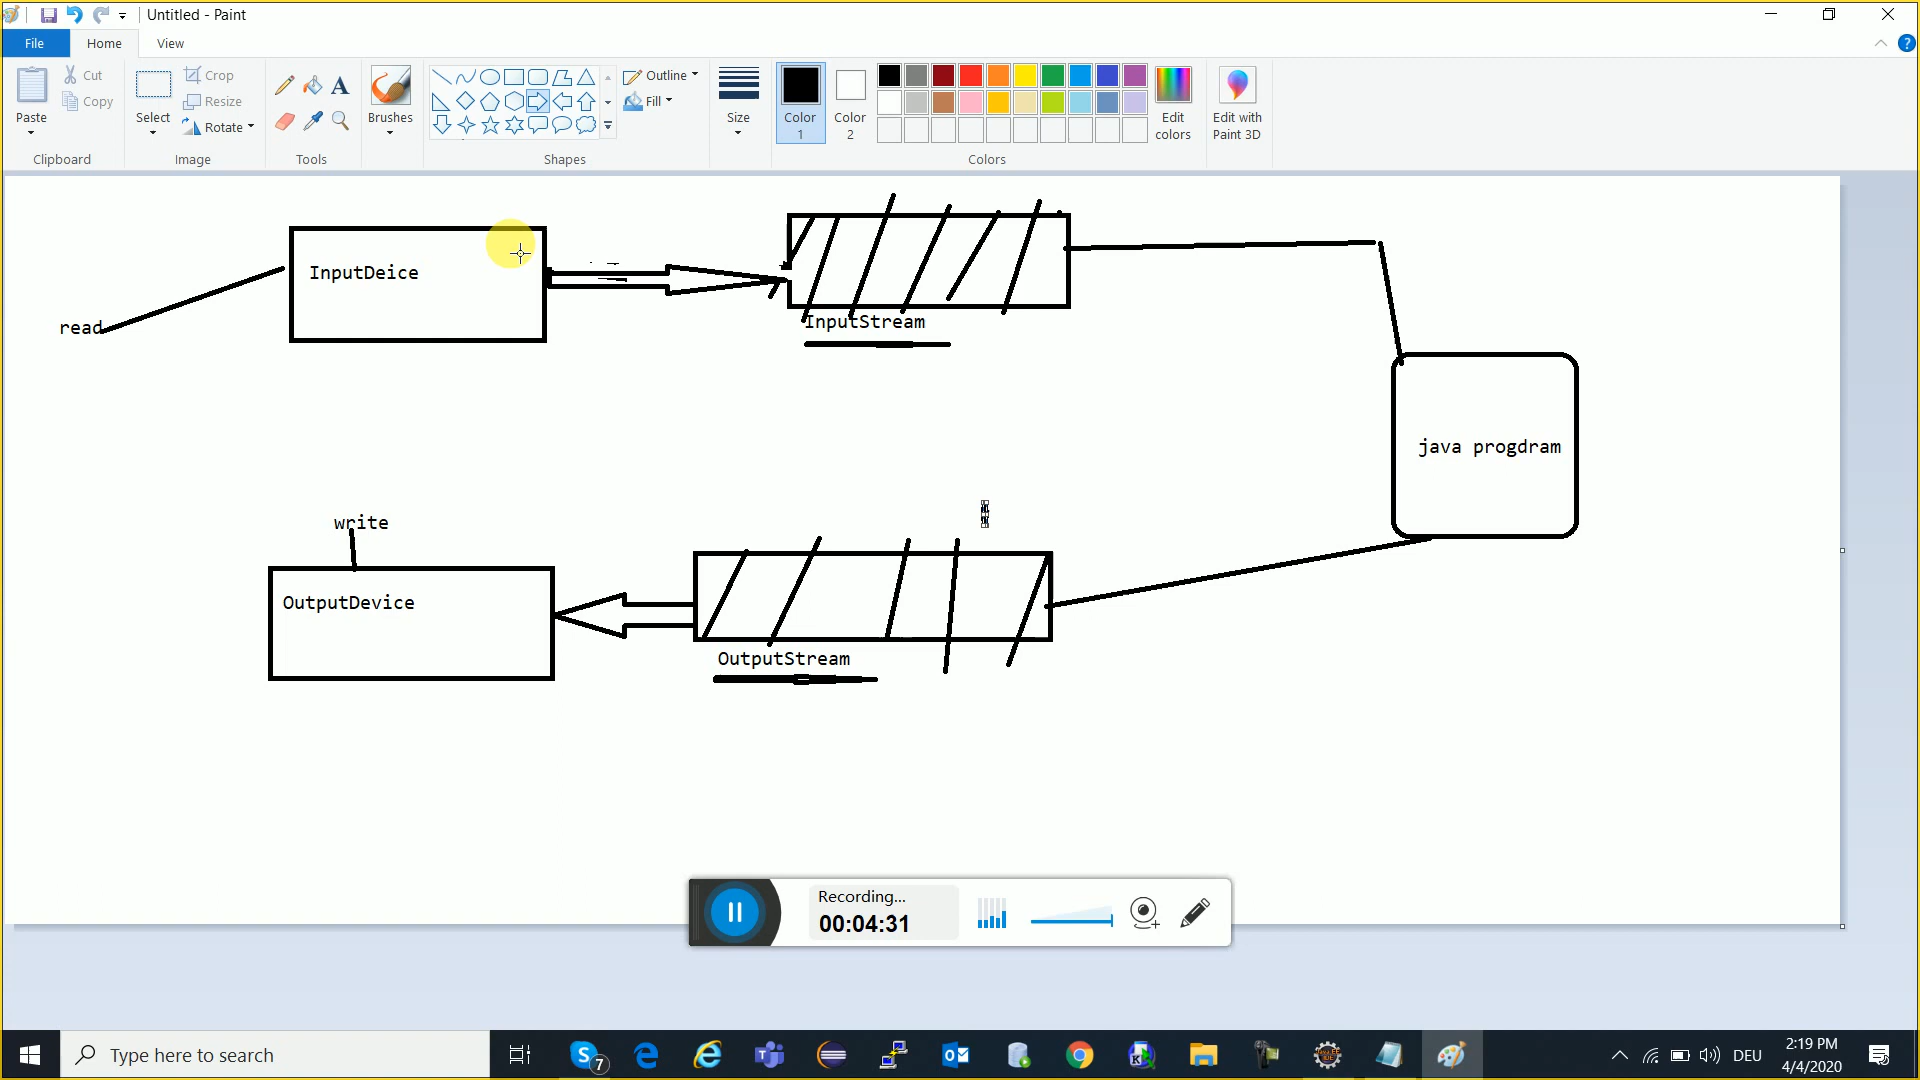 Untitled - Paint
File Home View
Paste
Cut
Copy
Clipboard
Select
Crop
Resize
Rotate
Image
Tools
Brushes
Outline
Fill
Shapes
Size
Color 1
Color 2
Edit colors
Colors
Edit with Paint 3D
InputDeice
read
InputStream
java progdram
write
OutputDevice
OutputStream
Recording...
00:04:31
Type here to search
7
DEU
2:19 PM
4/4/2020